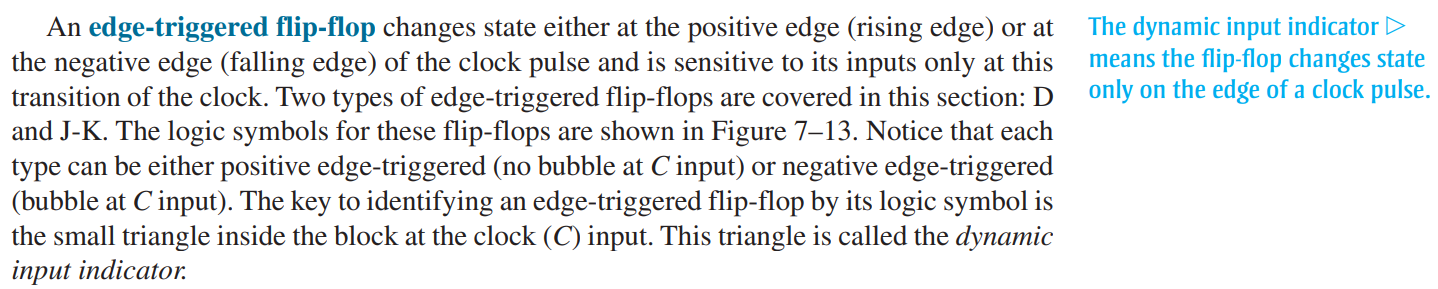 An edge-triggered flip-flop changes state either at the positive edge (rising edge) or at
the negative edge (falling edge) of the clock pulse and is sensitive to its inputs only at this
transition of the clock. Two types of edge-triggered flip-flops are covered in this section: D
and J-K. The logic symbols for these flip-flops are shown in Figure 7–13. Notice that each
type can be either positive edge-triggered (no bubble at C input) or negative edge-triggered
(bubble at C input). The key to identifying an edge-triggered flip-flop by its logic symbol is
the small triangle inside the block at the clock (C) input. This triangle is called the dynamic
input indicator.
The dynamic input indicator ▷
means the flip-flop changes state
only on the edge of a clock pulse.